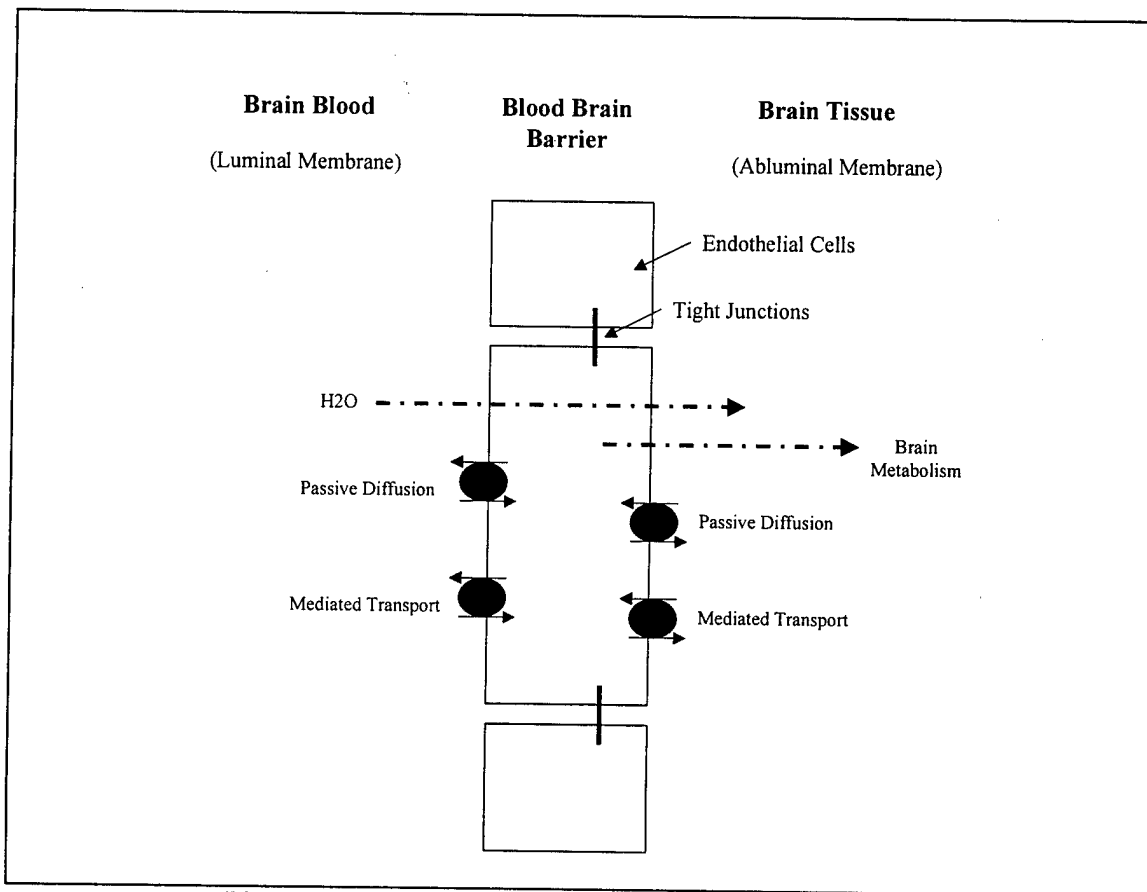 Brain Blood
(Luminal Membrane)
Blood Brain
Barrier
Brain Tissue
(Abluminal Membrane)
Endothelial Cells
Tight Junctions
H2O
Brain
Metabolism
Passive Diffusion
Passive Diffusion
Mediated Transport
Mediated Transport